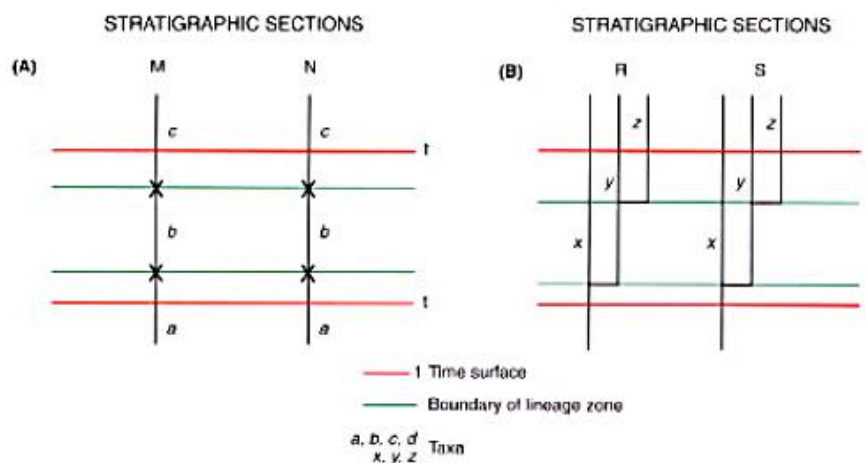 STRATIGRAPHIC SECTIONS
(A)
M
N
c
c
t
b
b
t
a
a
STRATIGRAPHIC SECTIONS
(B)
R
S
z
z
y
y
x
x
t Time surface
Boundary of lineage zone
a, b, c, d
x, y, z
Taxa